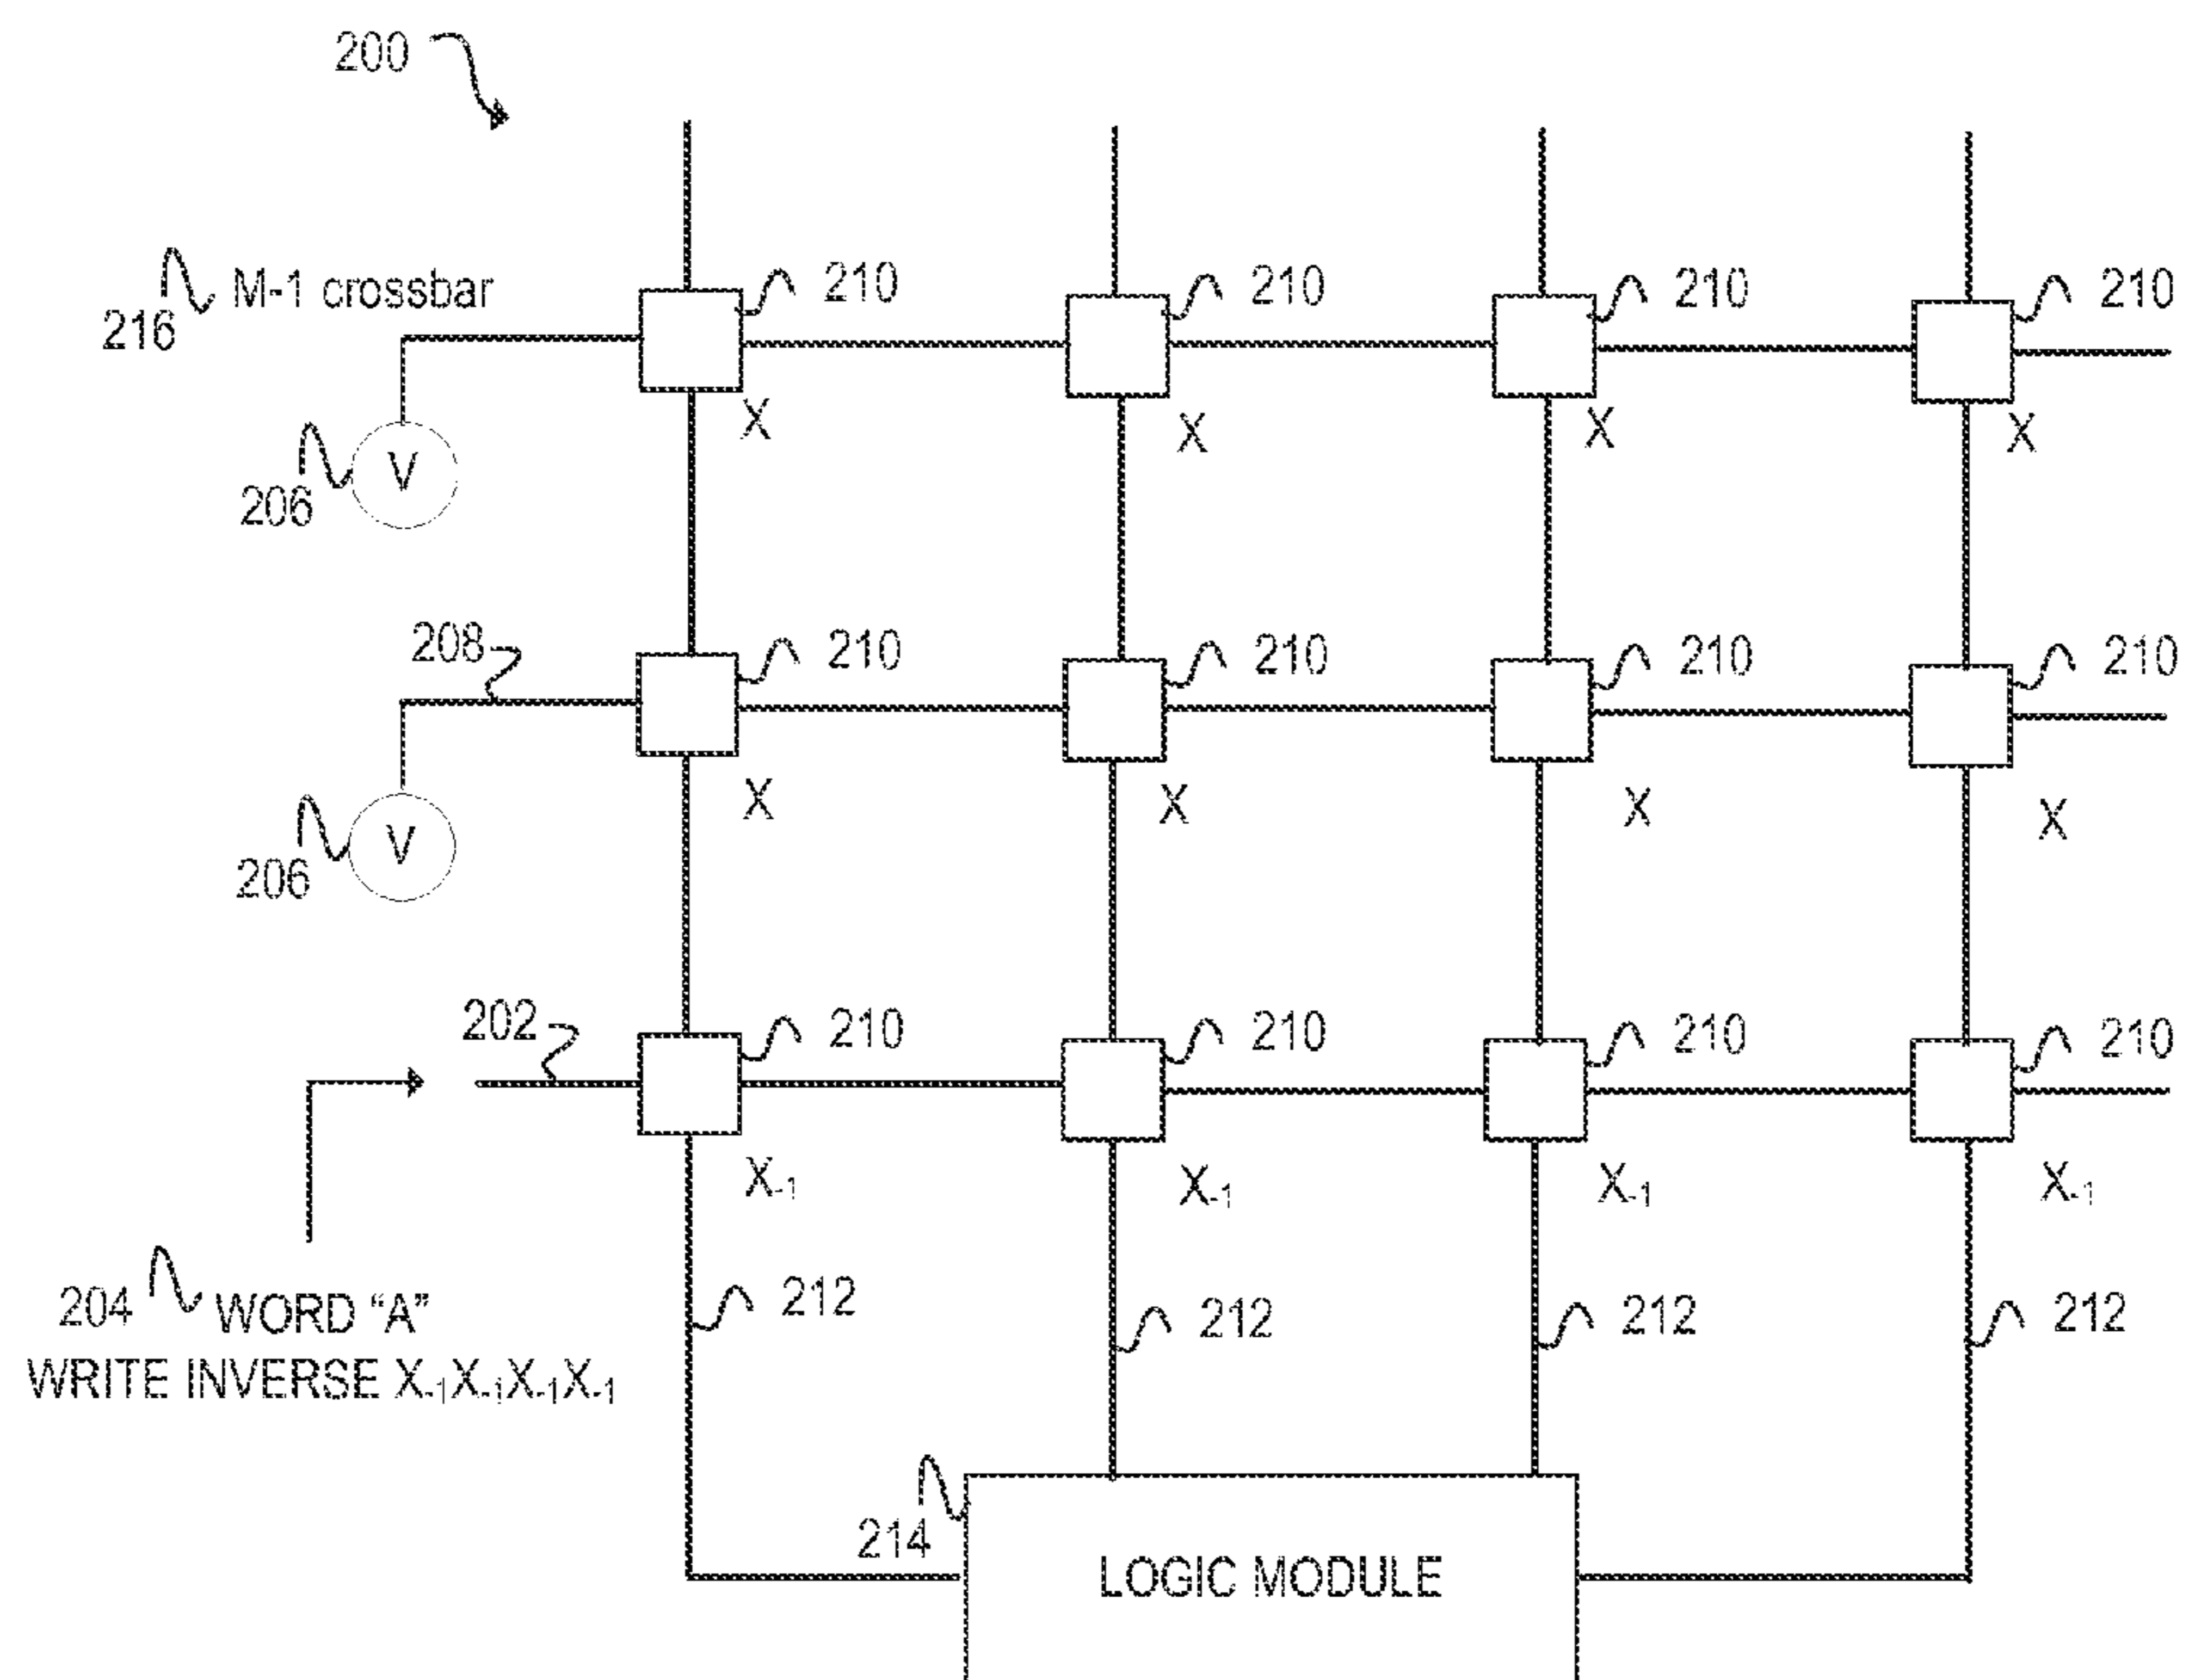 200
210 210 210 210
M-1 crossbar
216
X X X X
V
206
208 210 210 210 210
X X X X
V
206
202 210 210 210 210
X-1 X-1 X-1 X-1
204 WORD “A” 212 212 212 212
WRITE INVERSE X-1X-1X-1X-1
214
LOGIC MODULE